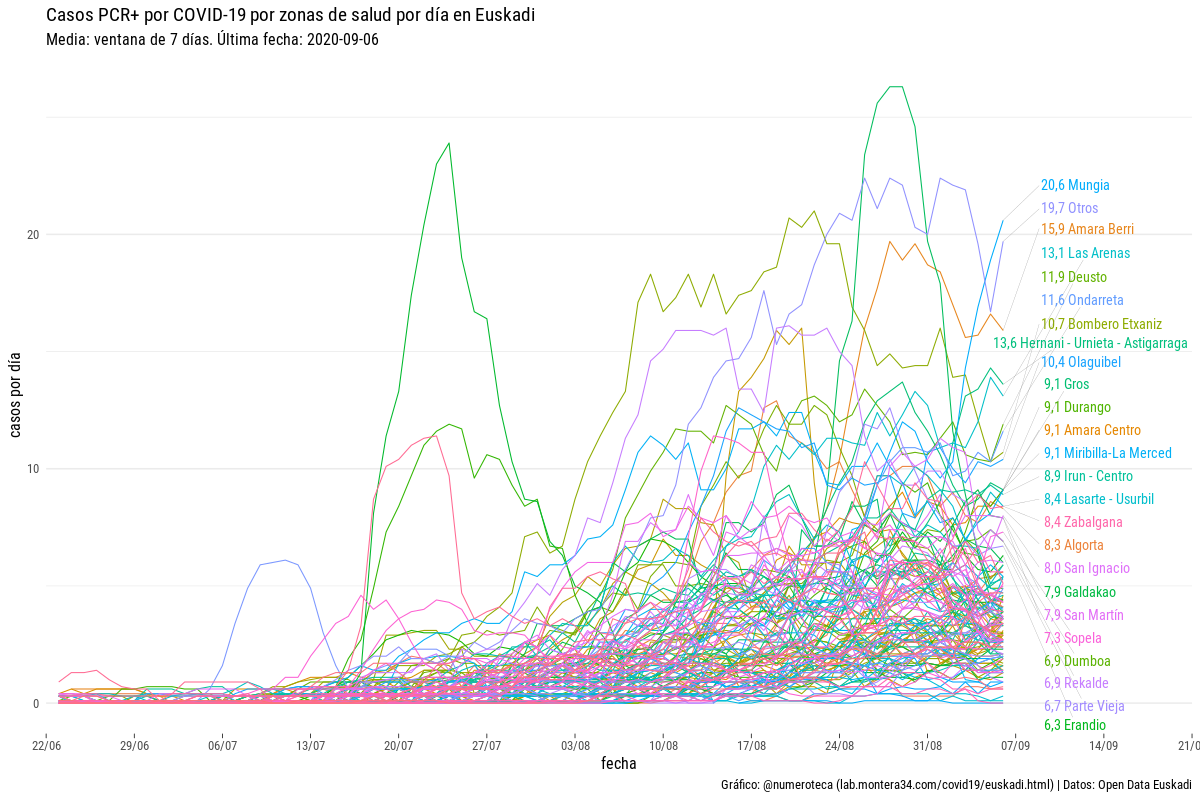 Casos PCR+ por COVID-19 por zonas de salud por día en Euskadi
Media: ventana de 7 días. Última fecha: 2020-09-06
casos por día
20
10
0
20,6 Mungia
19,7 Otros
15,9 Amara Berri
13,1 Las Arenas
11,9 Deusto
11,6 Ondarreta
10,7 Bombero Etxaniz
13,6 Hernani - Urnieta - Astigarraga
10,4 Olaguibel
9,1 Gros
9,1 Durango
9,1 Amara Centro
9,1 Miribilla-La Merced
8,9 Irun - Centro
8,4 Lasarte - Usurbil
8,4 Zabalgana
8,3 Algorta
8,0 San Ignacio
7,9 Galdakao
7,9 San Martín
7,3 Sopela
6,9 Dumboa
6,9 Rekalde
6,7 Parte Vieja
6,3 Erandio
22/06 29/06 06/07 13/07 20/07 27/07 03/08 10/08 17/08 24/08 31/08 07/09 14/09 21/0
fecha
Gráfico: @numeroteca (lab.montera34.com/covid19/euskadi.html) | Datos: Open Data Euskadi